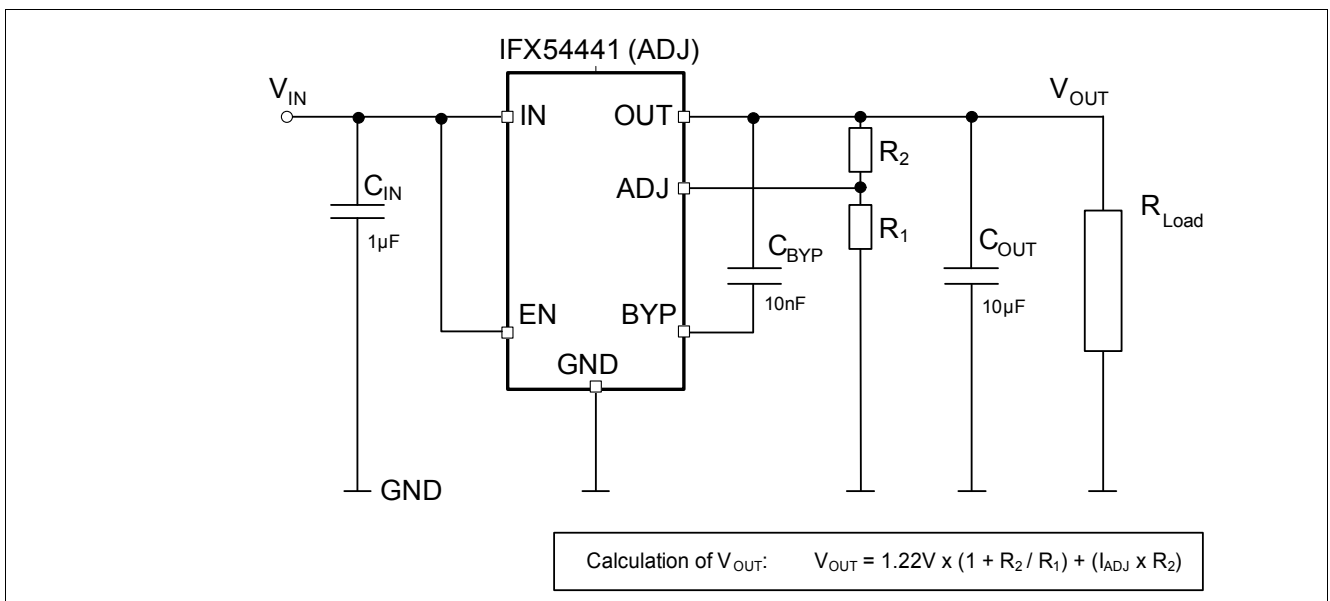 IFX54441 (ADJ)
V_IN
V_OUT
IN
OUT
R_2
ADJ
C_IN
1µF
R_1
R_Load
C_BYP
10nF
C_OUT
10µF
EN
BYP
GND
GND
Calculation of V_OUT: V_OUT = 1.22V x (1 + R_2 / R_1) + (I_ADJ x R_2)